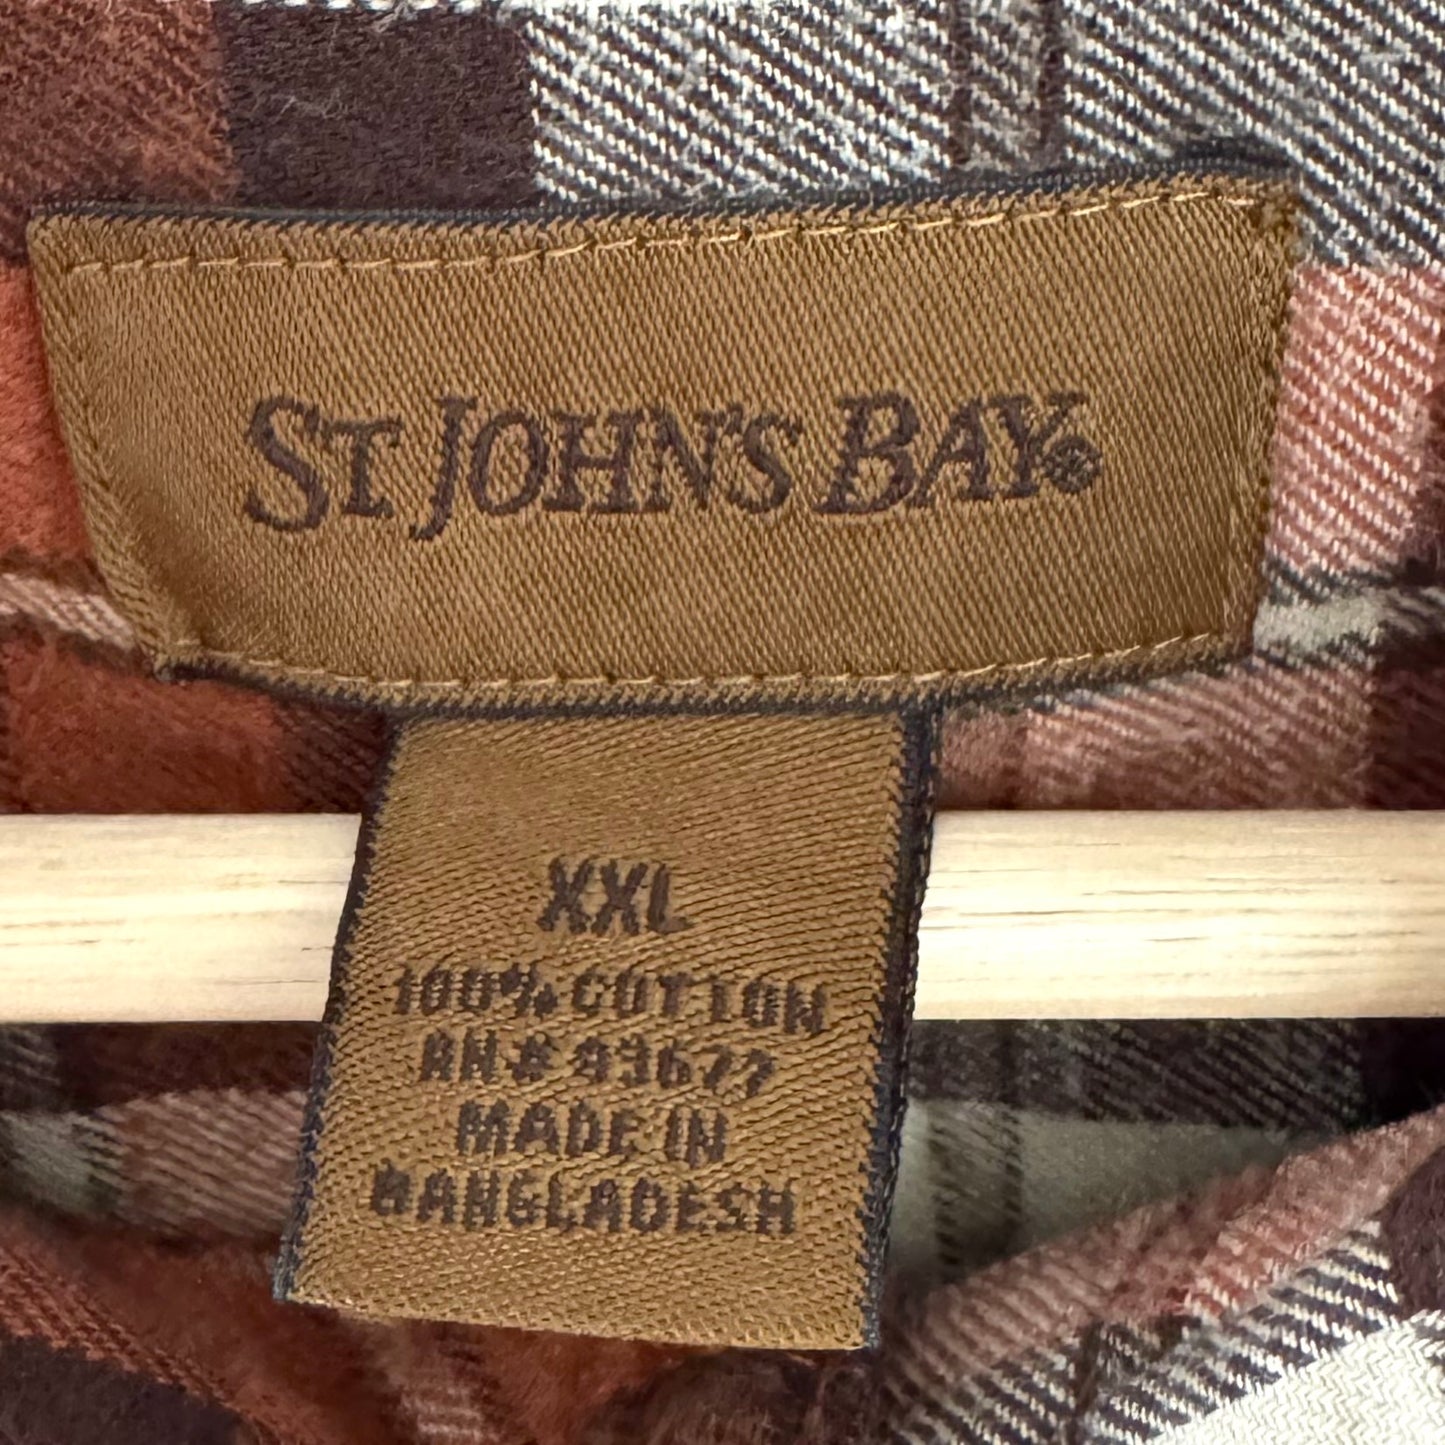 ST JOHN'S BAY®
XXL
100% COTTON
RN# 93677
MADE IN
BANGLADESH